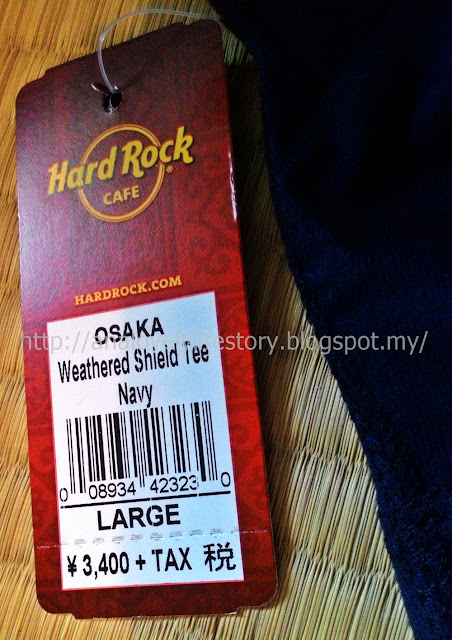 Hard Rock
CAFE
HARDROCK.COM
OSAKA
Weathered Shield Tee
Navy
0 08934 42323 0
LARGE
¥ 3,400 + TAX 税